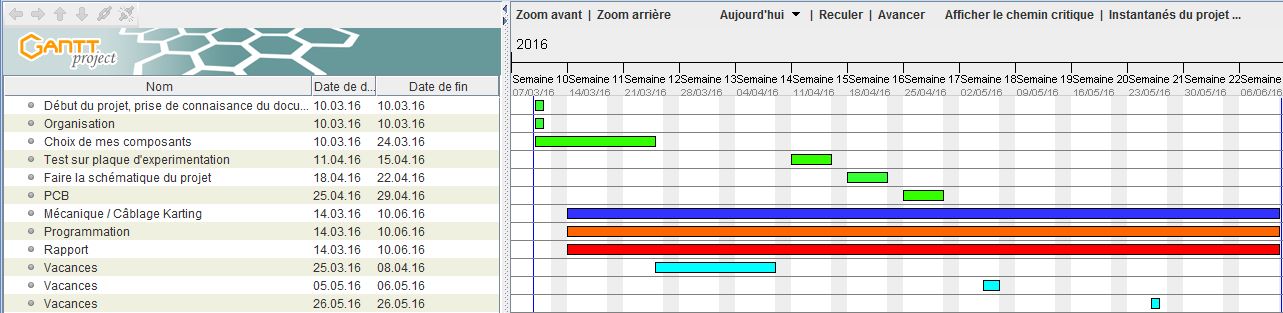 Zoom avant | Zoom arrière Aujourd'hui | Reculer | Avancer Afficher le chemin critique | Instantanés du projet ...
GANTT
project
2016
Nom Date de d... Date de fin
Semaine 10 Semaine 11 Semaine 12 Semaine 13 Semaine 14 Semaine 15 Semaine 16 Semaine 17 Semaine 18 Semaine 19 Semaine 20 Semaine 21 Semaine 22 Semaine
07/03/16 14/03/16 21/03/16 28/03/16 04/04/16 11/04/16 18/04/16 25/04/16 02/05/16 09/05/16 16/05/16 23/05/16 30/05/16 06/06/16
Début du projet, prise de connaisance du docu... 10.03.16 10.03.16
Organisation 10.03.16 10.03.16
Choix de mes composants 10.03.16 24.03.16
Test sur plaque d'experimentation 11.04.16 15.04.16
Faire la schématique du projet 18.04.16 22.04.16
PCB 25.04.16 29.04.16
Mécanique / Câblage Karting 14.03.16 10.06.16
Programmation 14.03.16 10.06.16
Rapport 14.03.16 10.06.16
Vacances 25.03.16 08.04.16
Vacances 05.05.16 06.05.16
Vacances 26.05.16 26.05.16